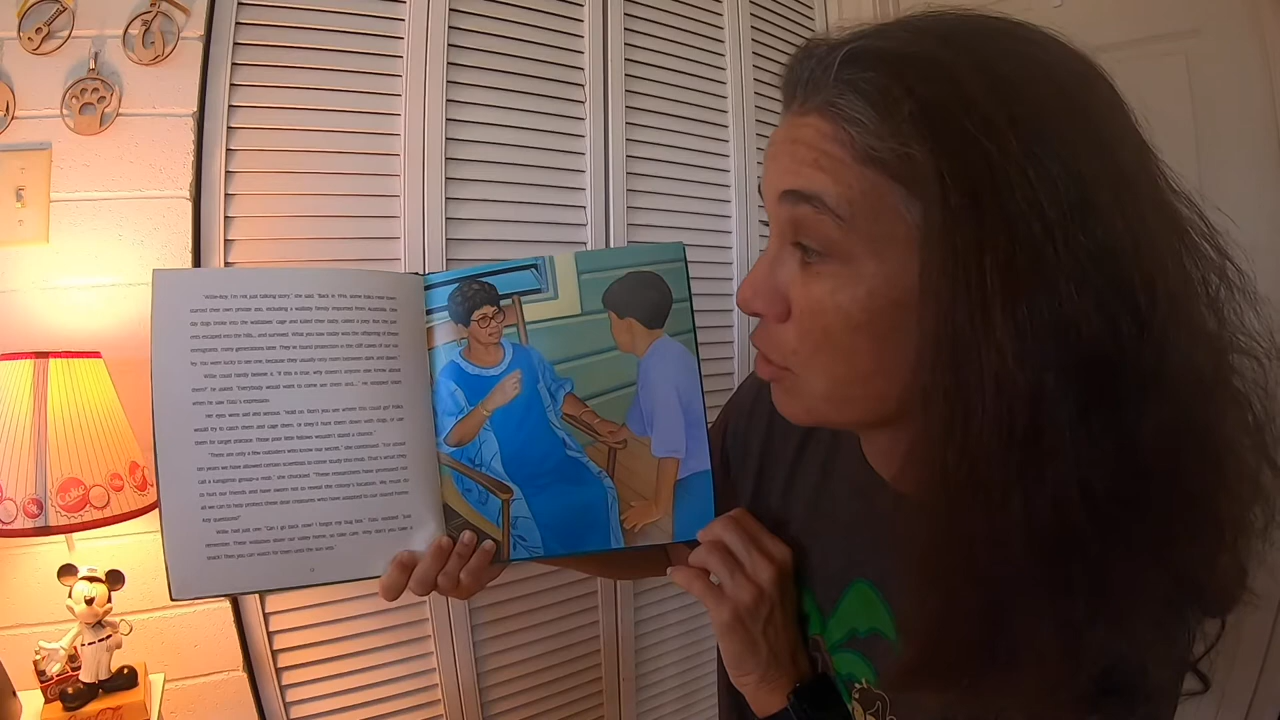 "Willie-boy, I'm not just talking story," she said. "Back in 1916, some folks near town
started their own private zoo, including a wallaby family imported from Australia. One
day dogs broke into the wallabies' cage and killed their baby, called a joey. But the par-
ents escaped into the hills... and survived. What you saw today was the offspring of these
immigrants, many generations later. They've found protection in the cliff caves of our val-
ley. You were lucky to see one, because they usually only roam between dark and dawn."
Willie could hardly believe it. "If this is true, why doesn't anyone else know about
them?" he asked. "Everybody would want to come see them and..." He stopped short
when he saw Tutu's expression.
Her eyes were sad and serious. "Hold on. Don't you see where this could go? Folks
would try to catch them and cage them, or they'd hunt them down with dogs, or use
them for target practice. Those poor little fellows wouldn't stand a chance."
"There are only a few outsiders who know our secret," she continued. "For about
ten years we have allowed certain scientists to come study this mob. That's what they
call a kangaroo group—a mob," she chuckled. "These researchers have promised not
to hurt our friends and have sworn not to reveal the colony's location. We must do
all we can to help protect these dear creatures who have adapted to our island home.
Any questions?"
Willie had just one: "Can I go back now? I forgot my bug box." Tutu nodded. "Just
remember: These wallabies share our valley home, so take care. Why don't you take a
snack? Then you can watch for them until the sun sets."
Coke
Coca-Cola